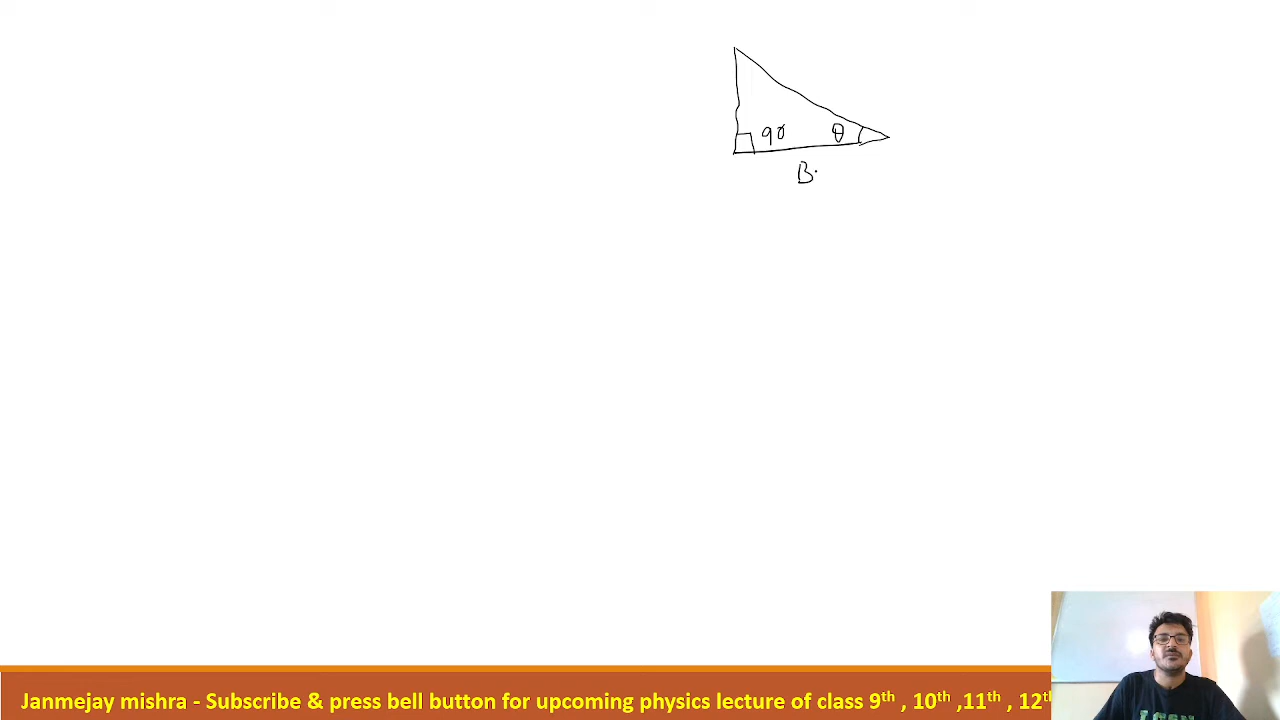 90° θ
B
Janmejay mishra - Subscribe & press bell button for upcoming physics lecture of class 9th , 10th ,11th , 12th